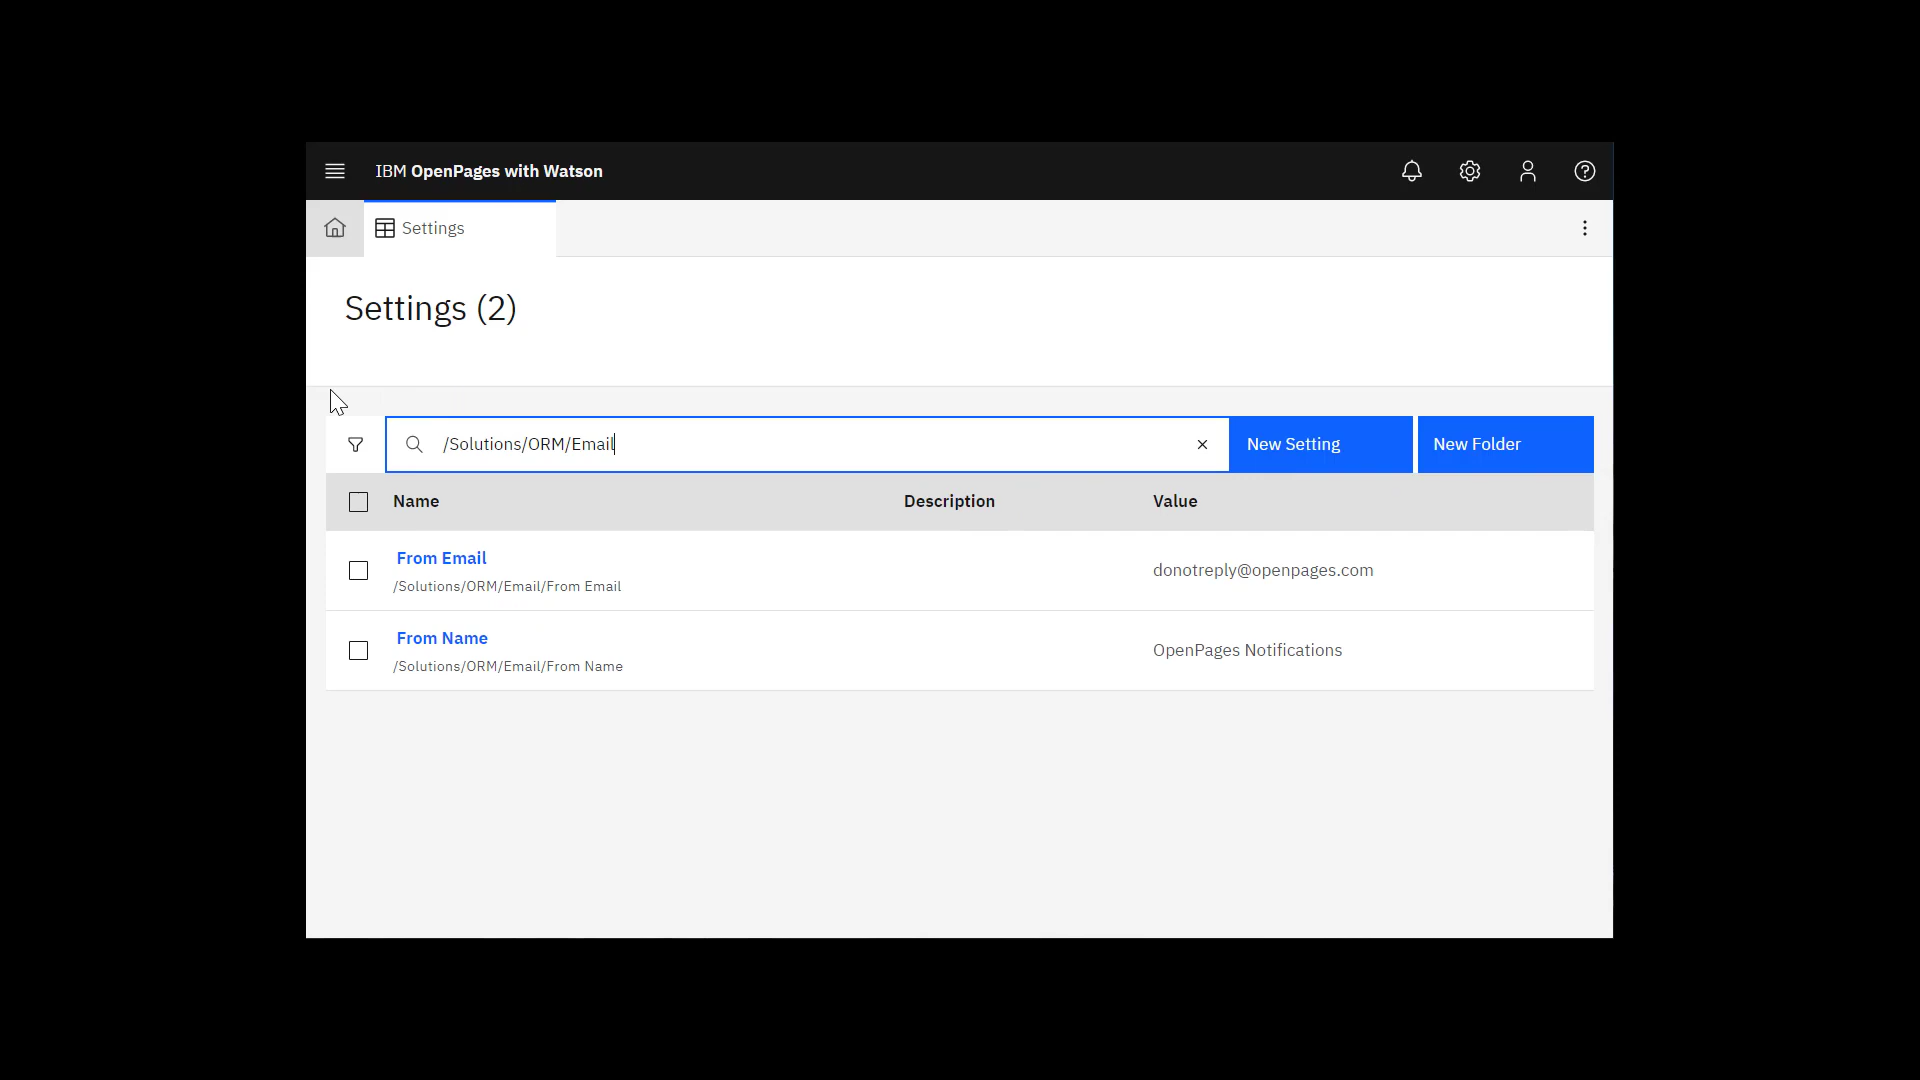 IBM OpenPages with Watson
Settings
Settings (2)
/Solutions/ORM/Email
New Setting
New Folder
Name Description Value
From Email
/Solutions/ORM/Email/From Email
donotreply@openpages.com
From Name
/Solutions/ORM/Email/From Name
OpenPages Notifications